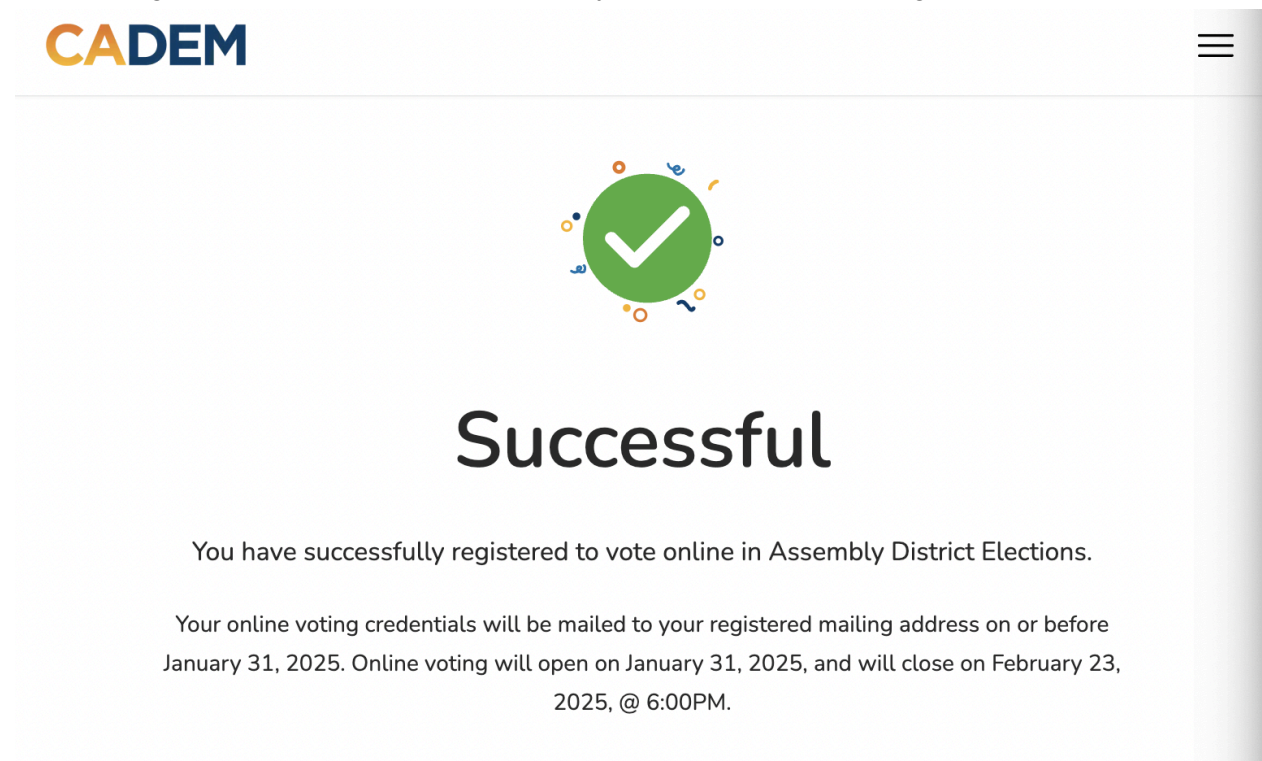 CADEM
Successful
You have successfully registered to vote online in Assembly District Elections.
Your online voting credentials will be mailed to your registered mailing address on or before
January 31, 2025. Online voting will open on January 31, 2025, and will close on February 23,
2025, @ 6:00PM.